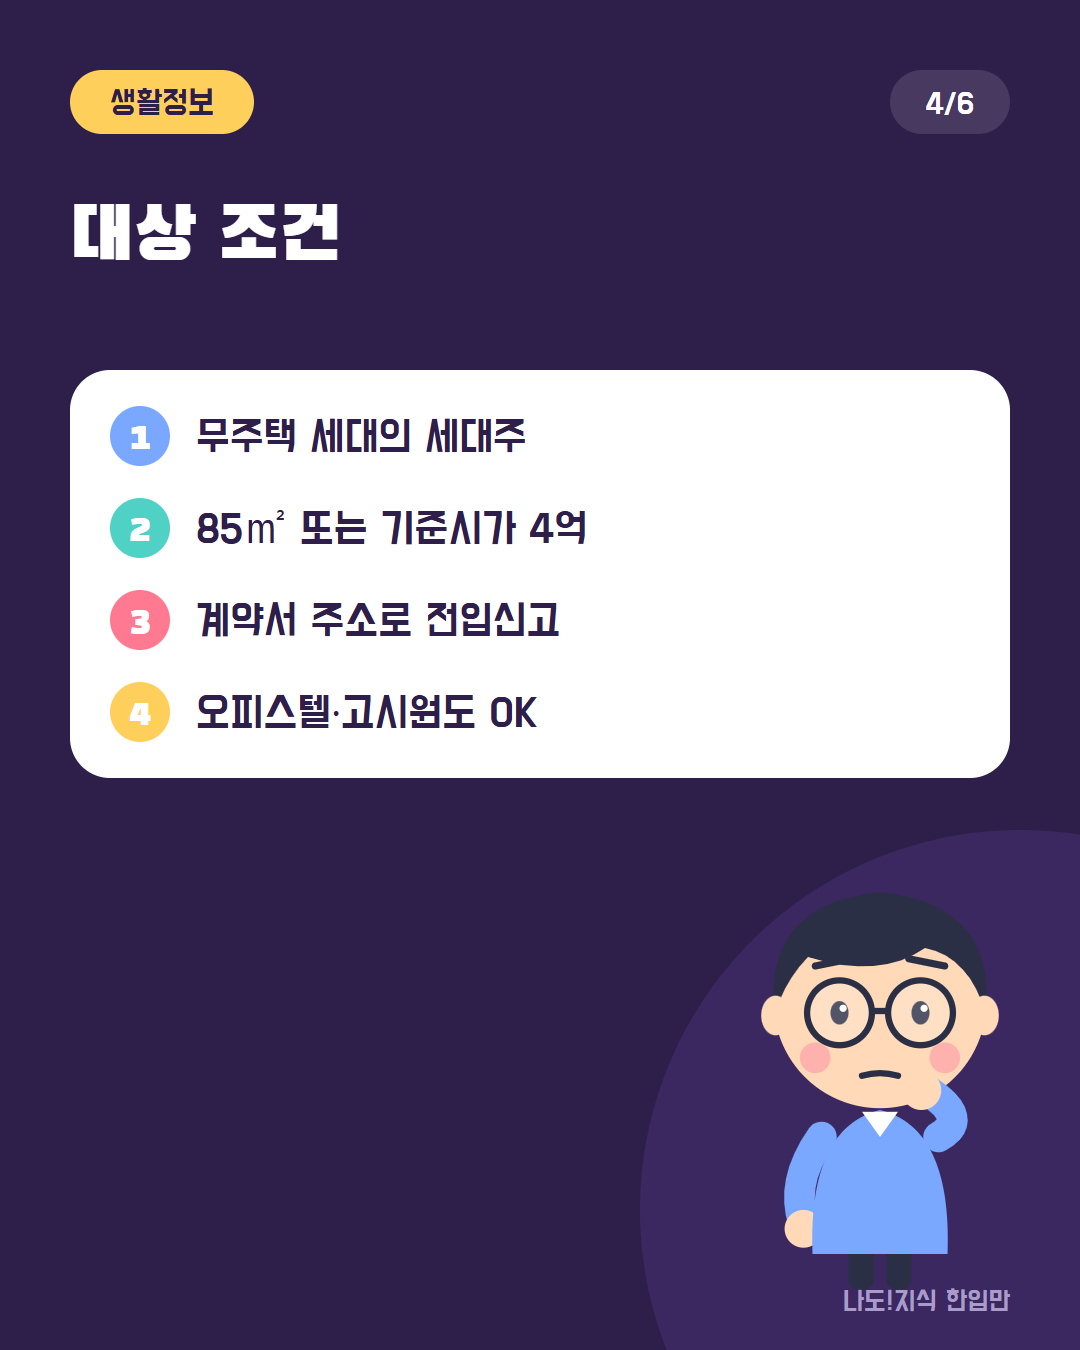 생활정보
4/6
대상 조건
1 무주택 세대의 세대주
2 85㎡ 또는 기준시가 4억
3 계약서 주소로 전입신고
4 오피스텔·고시원도 OK
나도!지식 한입만